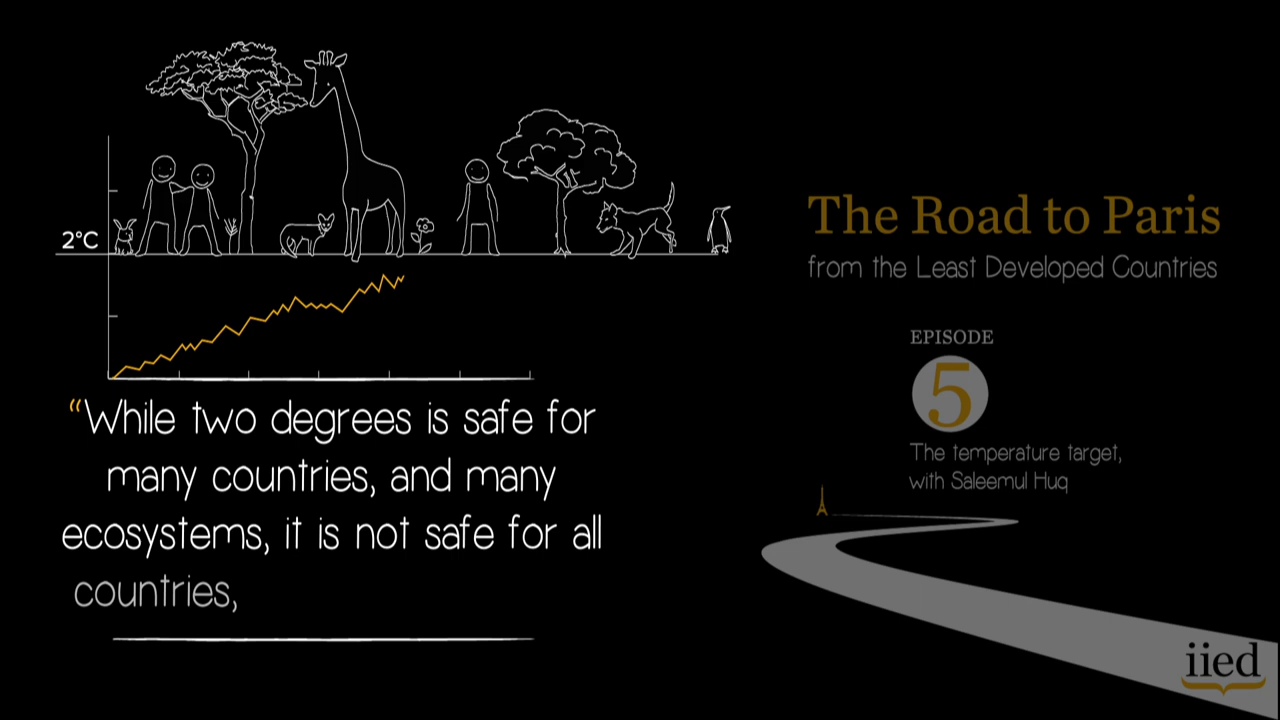 2°C
“While two degrees is safe for
many countries, and many
ecosystems, it is not safe for all
countries,
The Road to Paris
from the Least Developed Countries
EPISODE
5
The temperature target,
with Saleemul Huq
iied